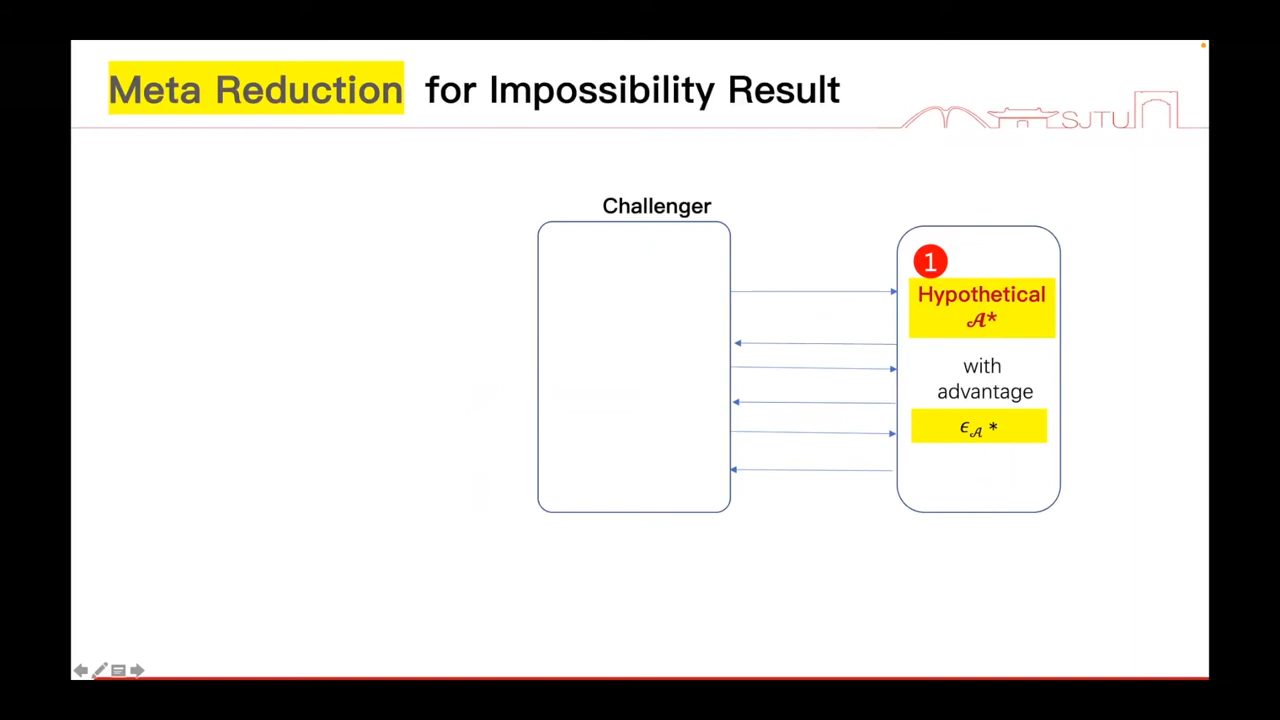 Meta Reduction for Impossibility Result
SJTU
Challenger
1
Hypothetical
𝓐*
with
advantage
ϵ𝓐 *